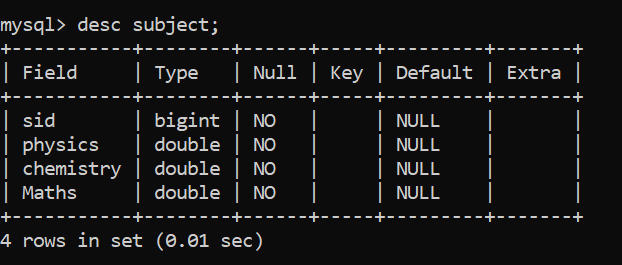 mysql> desc subject;
+-----------+--------+------+-----+---------+-------+
| Field     | Type   | Null | Key | Default | Extra |
+-----------+--------+------+-----+---------+-------+
| sid       | bigint | NO   |     | NULL    |       |
| physics   | double | NO   |     | NULL    |       |
| chemistry | double | NO   |     | NULL    |       |
| Maths     | double | NO   |     | NULL    |       |
+-----------+--------+------+-----+---------+-------+
4 rows in set (0.01 sec)